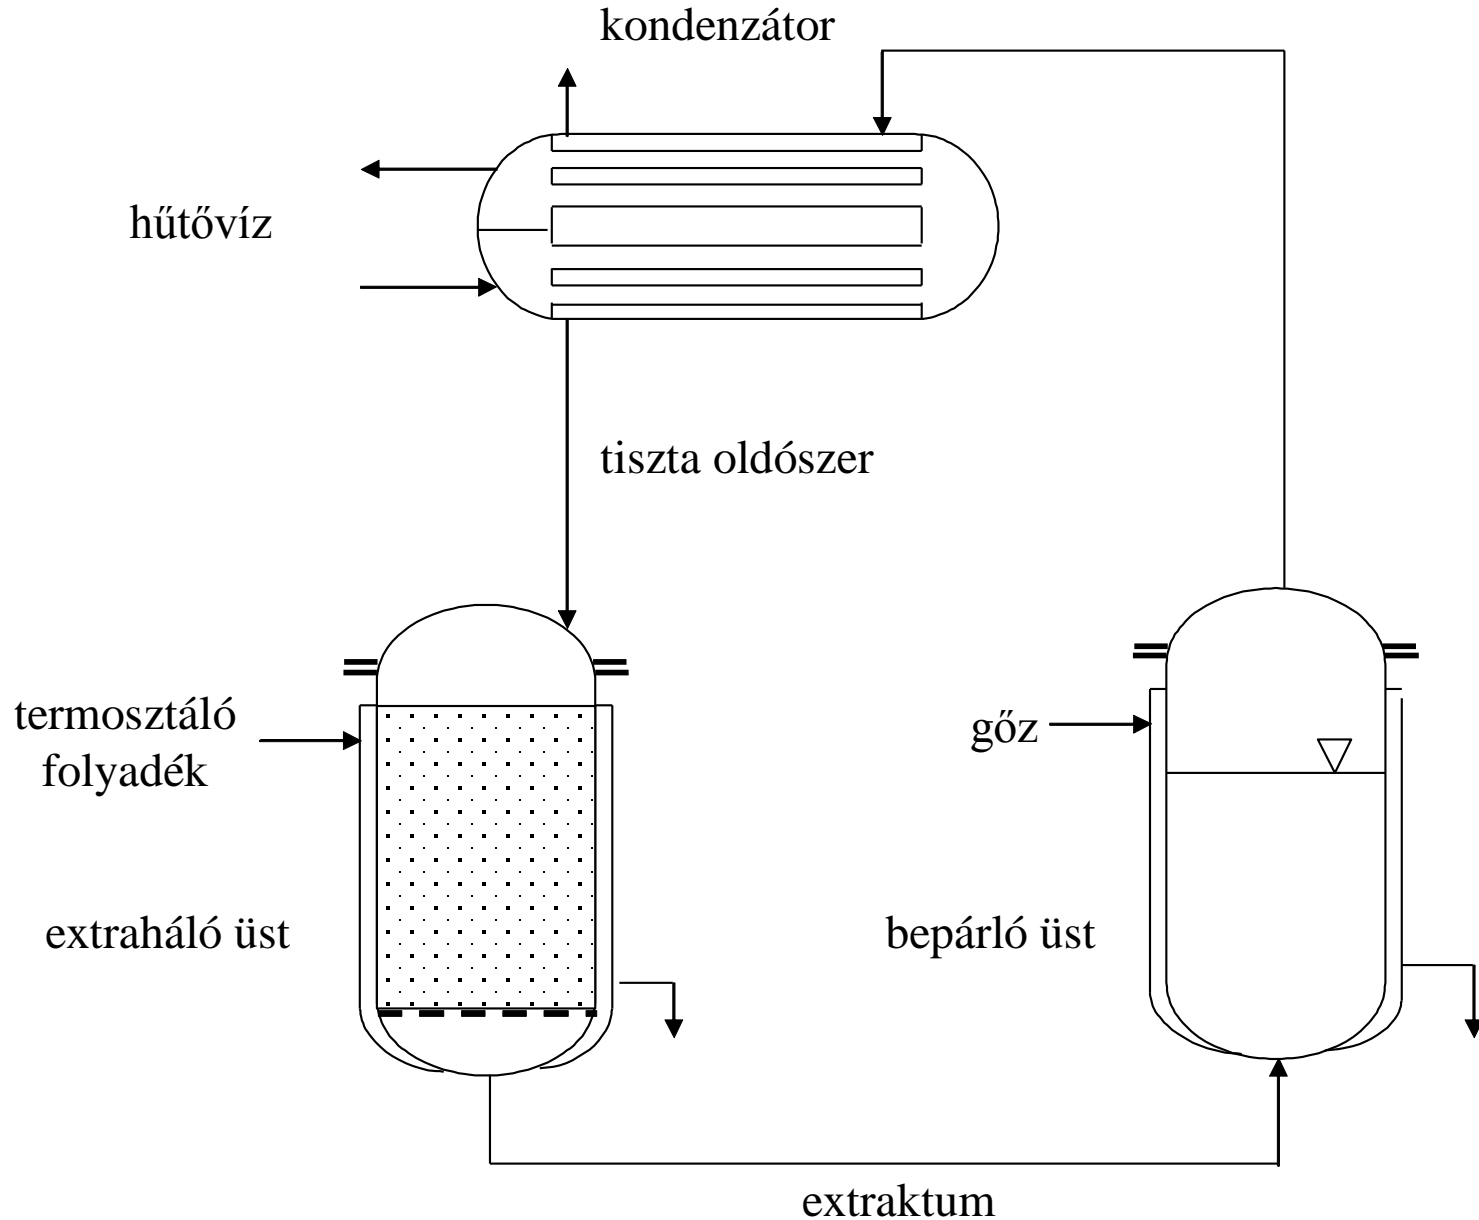 kondenzátor
hűtővíz
tiszta oldószer
termosztáló
folyadék
gőz
extraháló üst
bepárló üst
extraktum